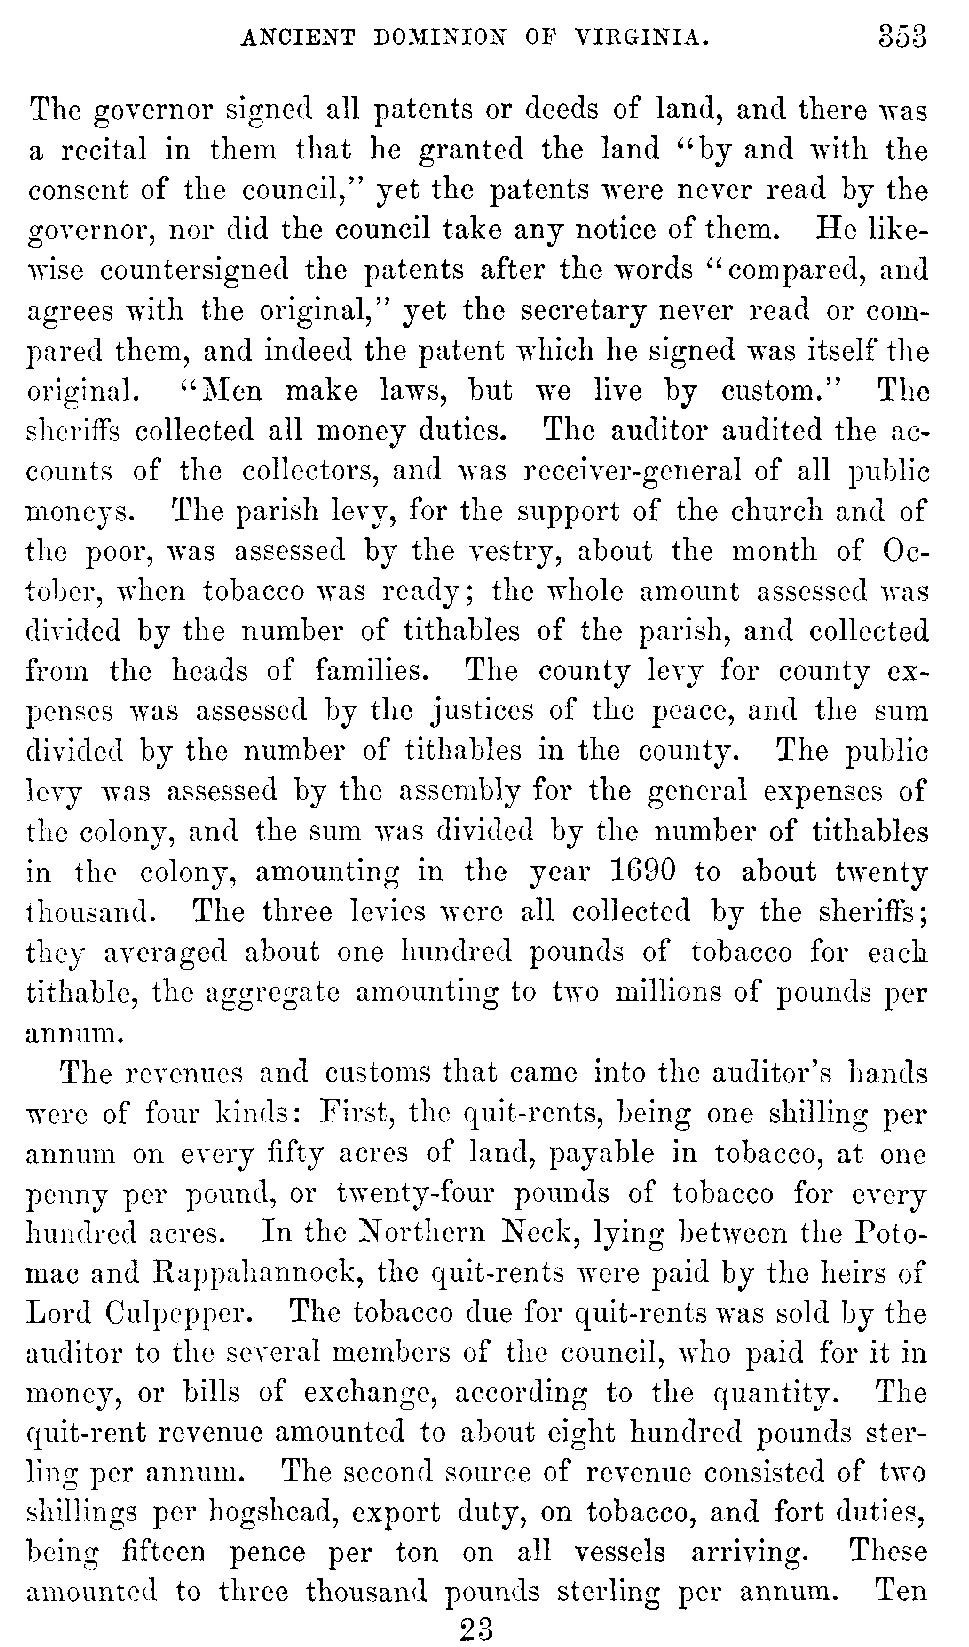 ANCIENT DOMINION OF VIRGINIA. 353
The governor signed all patents or deeds of land, and there was
a recital in them that he granted the land "by and with the
consent of the council," yet the patents were never read by the
governor, nor did the council take any notice of them. He like-
wise countersigned the patents after the words "compared, and
agrees with the original," yet the secretary never read or com-
pared them, and indeed the patent which he signed was itself the
original. "Men make laws, but we live by custom." The
sheriffs collected all money duties. The auditor audited the ac-
counts of the collectors, and was receiver-general of all public
moneys. The parish levy, for the support of the church and of
the poor, was assessed by the vestry, about the month of Oc-
tober, when tobacco was ready; the whole amount assessed was
divided by the number of tithables of the parish, and collected
from the heads of families. The county levy for county ex-
penses was assessed by the justices of the peace, and the sum
divided by the number of tithables in the county. The public
levy was assessed by the assembly for the general expenses of
the colony, and the sum was divided by the number of tithables
in the colony, amounting in the year 1690 to about twenty
thousand. The three levies were all collected by the sheriffs;
they averaged about one hundred pounds of tobacco for each
tithable, the aggregate amounting to two millions of pounds per
annum.
The revenues and customs that came into the auditor's hands
were of four kinds: First, the quit-rents, being one shilling per
annum on every fifty acres of land, payable in tobacco, at one
penny per pound, or twenty-four pounds of tobacco for every
hundred acres. In the Northern Neck, lying between the Poto-
mac and Rappahannock, the quit-rents were paid by the heirs of
Lord Culpepper. The tobacco due for quit-rents was sold by the
auditor to the several members of the council, who paid for it in
money, or bills of exchange, according to the quantity. The
quit-rent revenue amounted to about eight hundred pounds ster-
ling per annum. The second source of revenue consisted of two
shillings per hogshead, export duty, on tobacco, and fort duties,
being fifteen pence per ton on all vessels arriving. These
amounted to three thousand pounds sterling per annum. Ten
23